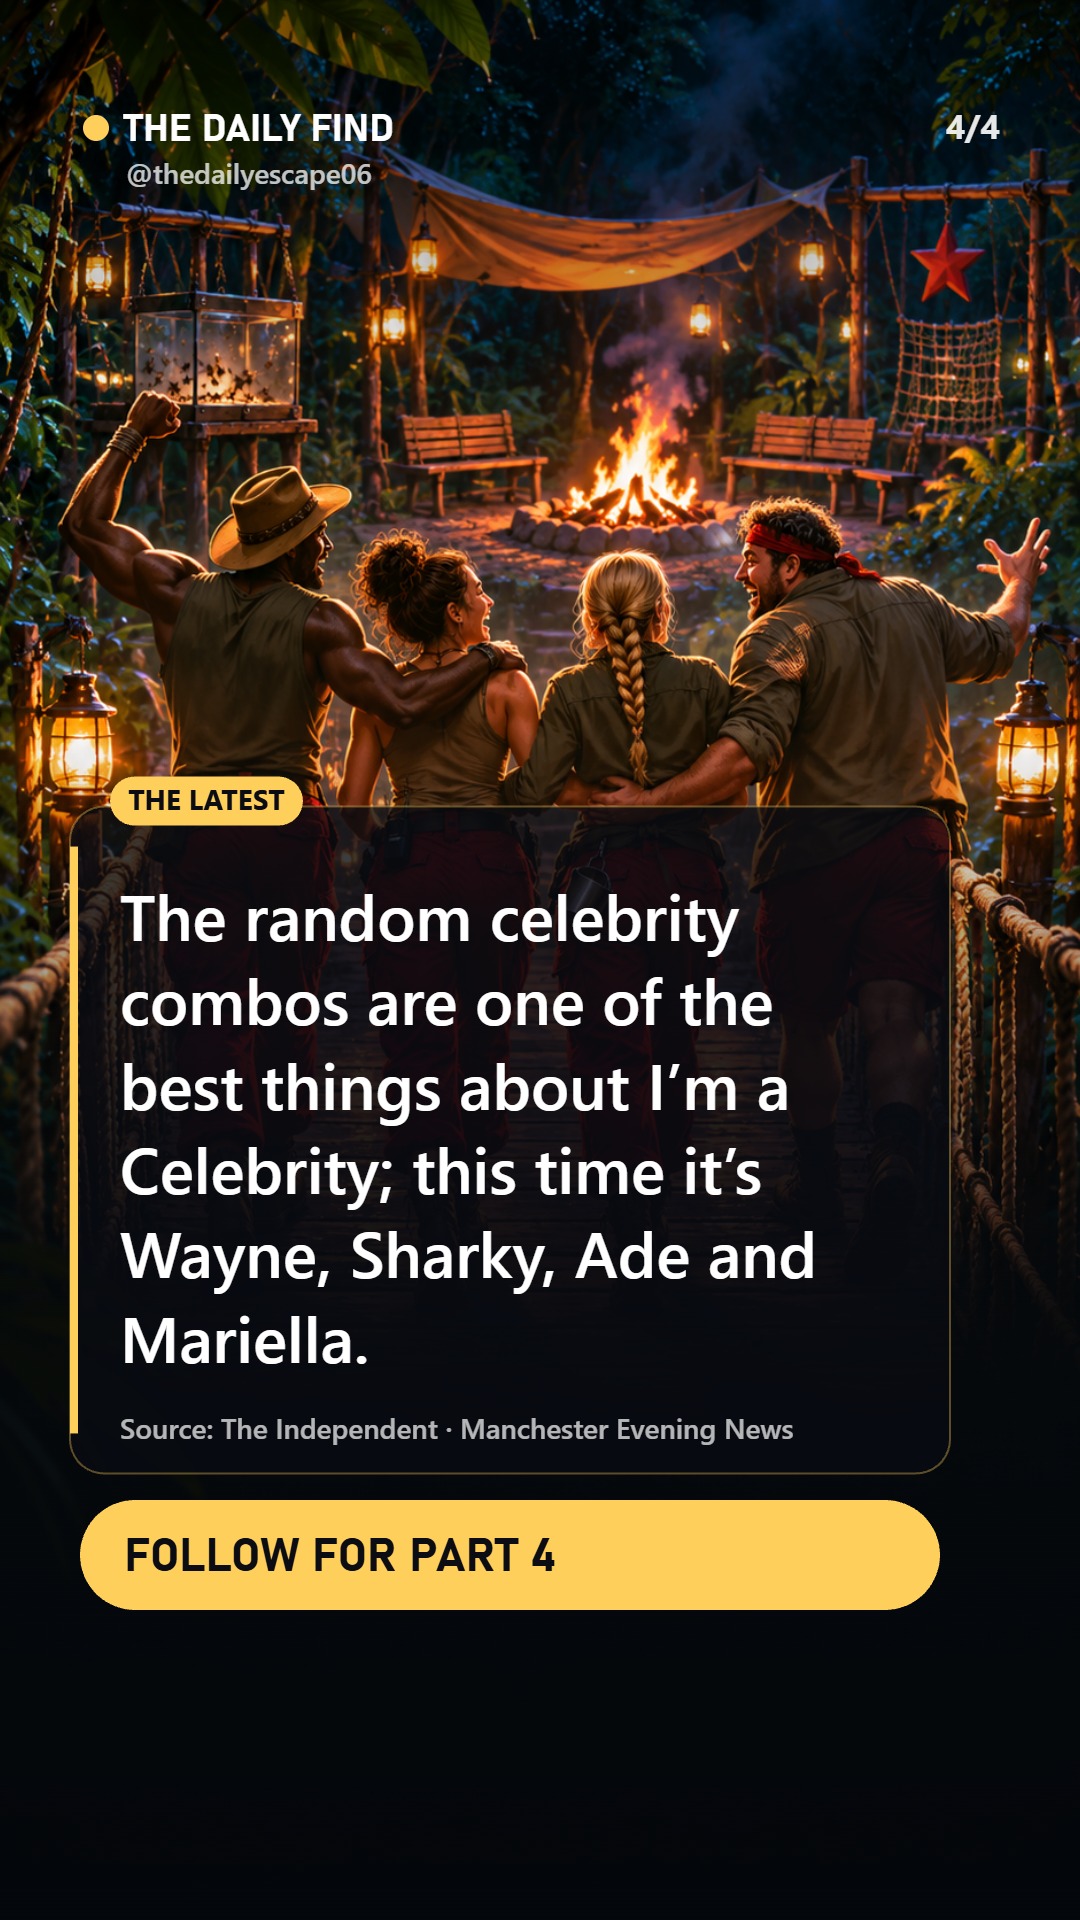 THE DAILY FIND
4/4
@thedailyescape06
THE LATEST
The random celebrity
combos are one of the
best things about I’m a
Celebrity; this time it’s
Wayne, Sharky, Ade and
Mariella.
Source: The Independent · Manchester Evening News
FOLLOW FOR PART 4